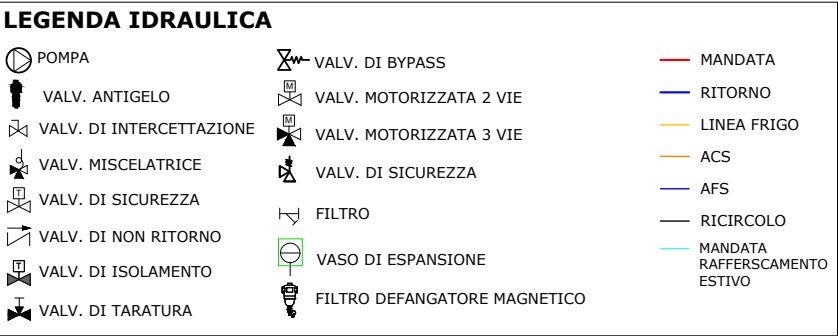 LEGENDA IDRAULICA
POMPA
VALV. ANTIGELO
VALV. DI INTERCETTAZIONE
VALV. MISCELATRICE
T
VALV. DI SICUREZZA
VALV. DI NON RITORNO
T
VALV. DI ISOLAMENTO
VALV. DI TARATURA
VALV. DI BYPASS
M
VALV. MOTORIZZATA 2 VIE
M
VALV. MOTORIZZATA 3 VIE
VALV. DI SICUREZZA
FILTRO
VASO DI ESPANSIONE
FILTRO DEFANGATORE MAGNETICO
MANDATA
RITORNO
LINEA FRIGO
ACS
AFS
RICIRCOLO
MANDATA
RAFFERSCAMENTO
ESTIVO